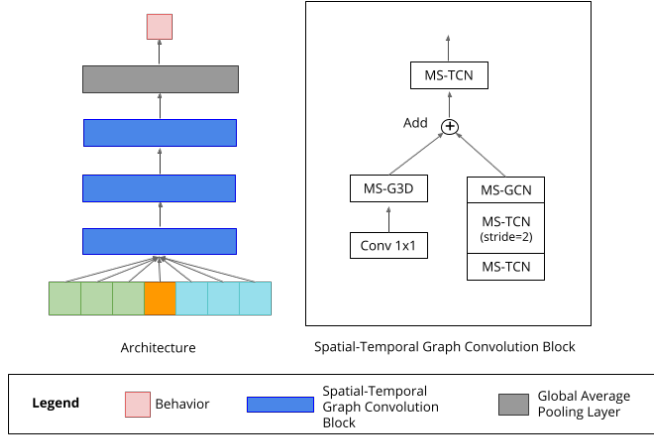 MS-TCN
Add
+
MS-G3D
Conv 1x1
MS-GCN
MS-TCN
(stride=2)
MS-TCN
Architecture
Spatial-Temporal Graph Convolution Block
Legend
Behavior
Spatial-Temporal
Graph Convolution
Block
Global Average
Pooling Layer